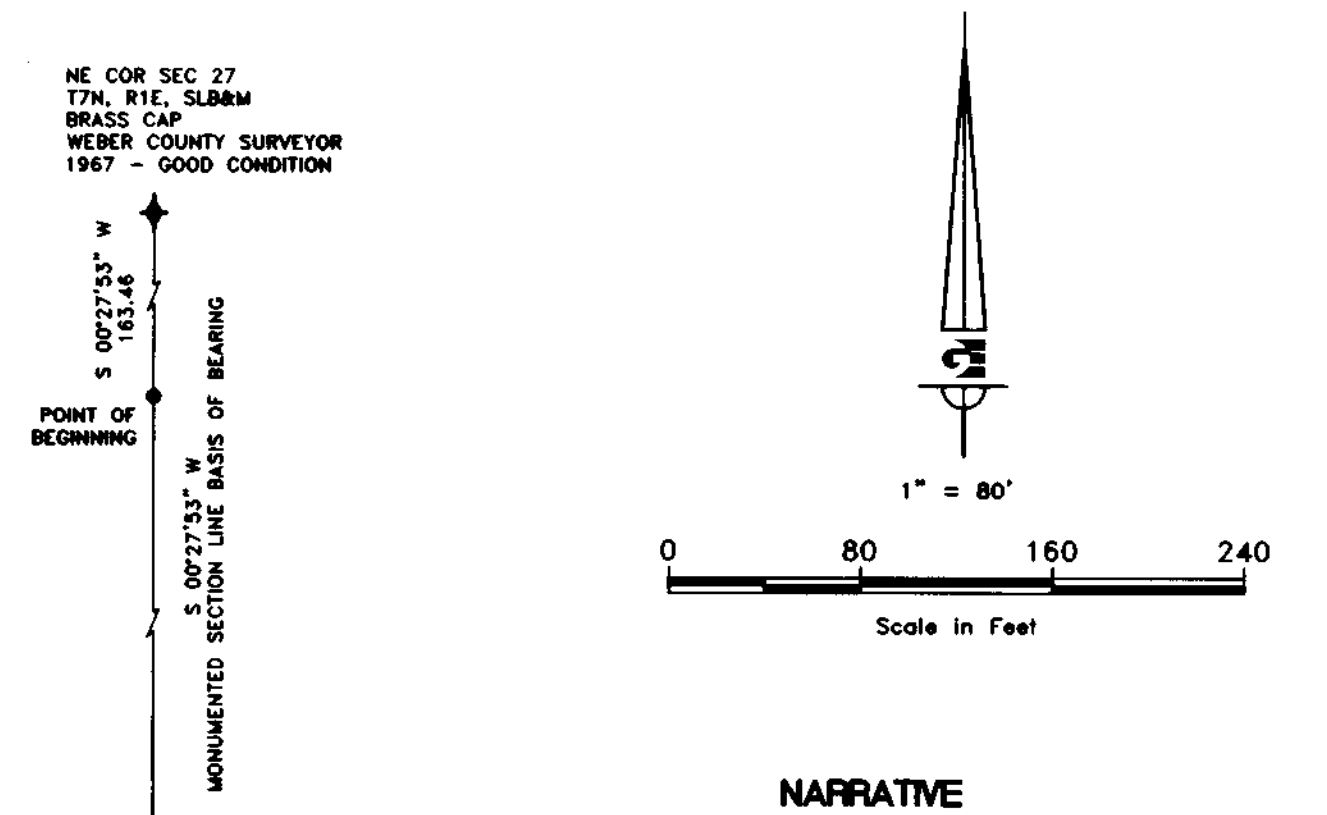 NE COR SEC 27
T7N, R1E, SLB&M
BRASS CAP
WEBER COUNTY SURVEYOR
1967 - GOOD CONDITION
S 00°27'53" W
163.46
POINT OF
BEGINNING
S 00°27'53" W
MONUMENTED SECTION LINE BASIS OF BEARING
1" = 80'
0 80 160 240
Scale in Feet
NARRATIVE